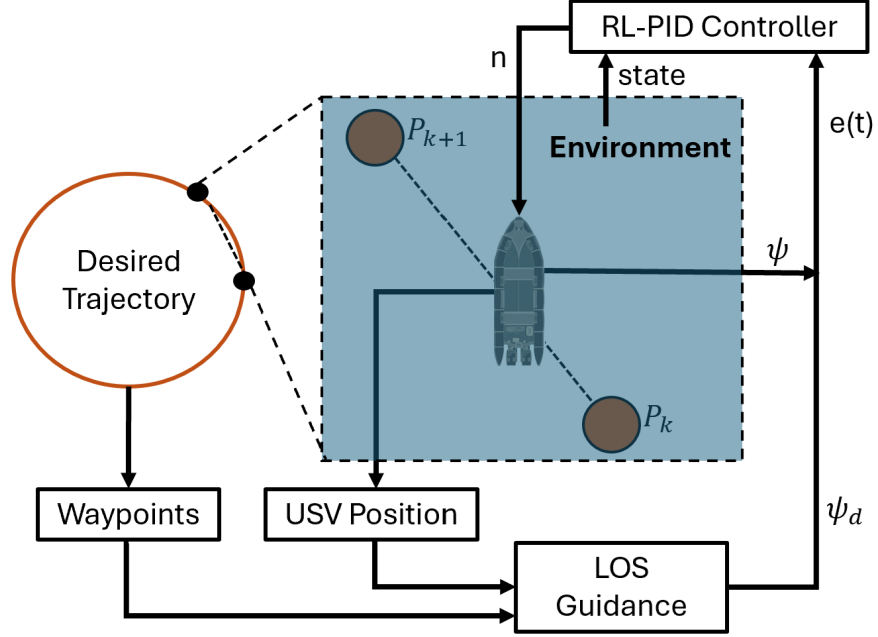 RL-PID Controller
n
state
e(t)
P_{k+1}
Environment
Desired
Trajectory
ψ
P_k
Waypoints
USV Position
ψ_d
LOS
Guidance